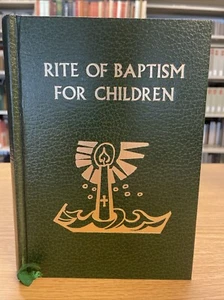 RITE OF BAPTISM
FOR CHILDREN